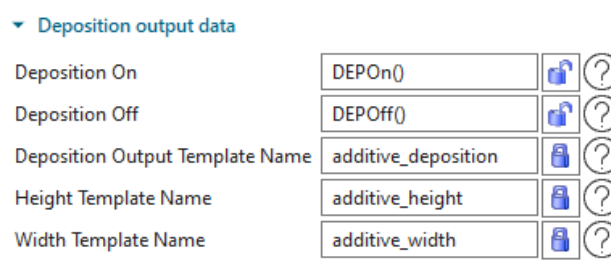 Deposition output data
Deposition On DEPOn() ?
Deposition Off DEPOff() ?
Deposition Output Template Name additive_deposition ?
Height Template Name additive_height ?
Width Template Name additive_width ?